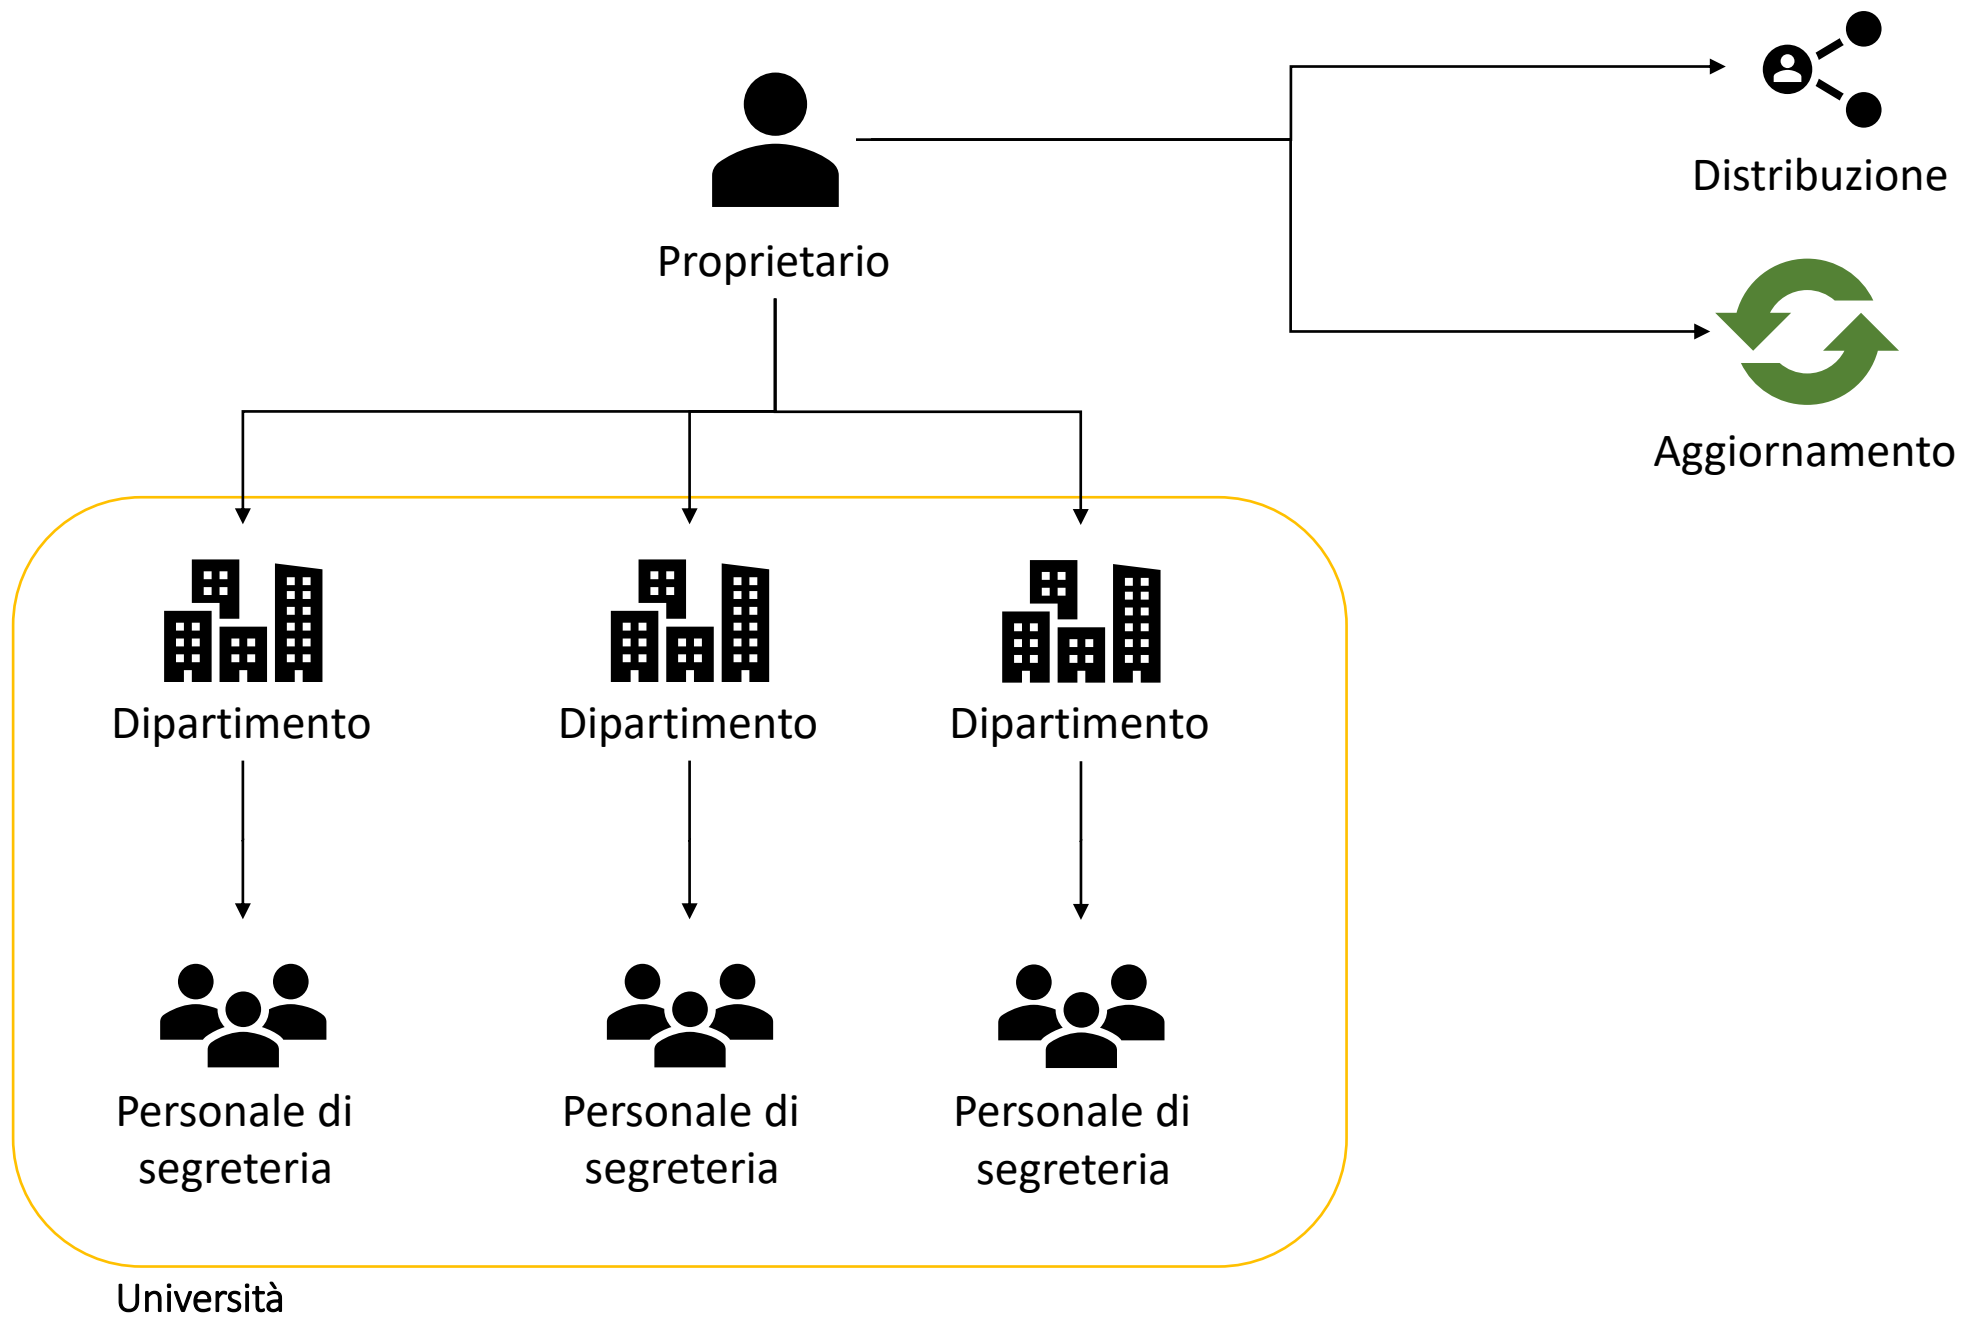 Distribuzione
Proprietario
Aggiornamento
Dipartimento
Dipartimento
Dipartimento
Personale di
segreteria
Personale di
segreteria
Personale di
segreteria
Università